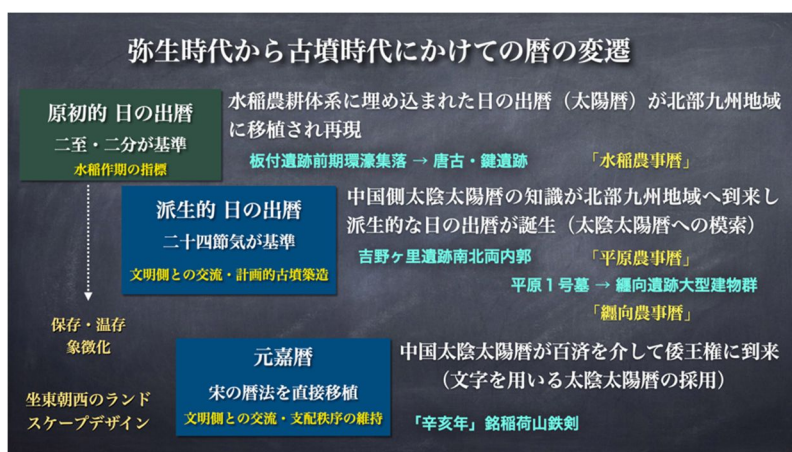 弥生時代から古墳時代にかけての暦の変遷
原初的 日の出暦
二至・二分が基準
水稲作期の指標
水稲農耕体系に埋め込まれた日の出暦（太陽暦）が北部九州地域
に移植され再現
板付遺跡前期環濠集落 → 唐古・鍵遺跡 「水稲農事暦」
派生的 日の出暦
二十四節気が基準
文明側との交流・計画的古墳築造
中国側太陰太陽暦の知識が北部九州地域へ到来し
派生的な日の出暦が誕生（太陰太陽暦への模索）
吉野ヶ里遺跡南北両内郭 「平原農事暦」
平原１号墓 → 纒向遺跡大型建物群
「纒向農事暦」
保存・温存
象徴化
坐東朝西のランド
スケープデザイン
元嘉暦
宋の暦法を直接移植
文明側との交流・支配秩序の維持
中国太陰太陽暦が百済を介して倭王権に到来
（文字を用いる太陰太陽暦の採用）
「辛亥年」銘稲荷山鉄剣